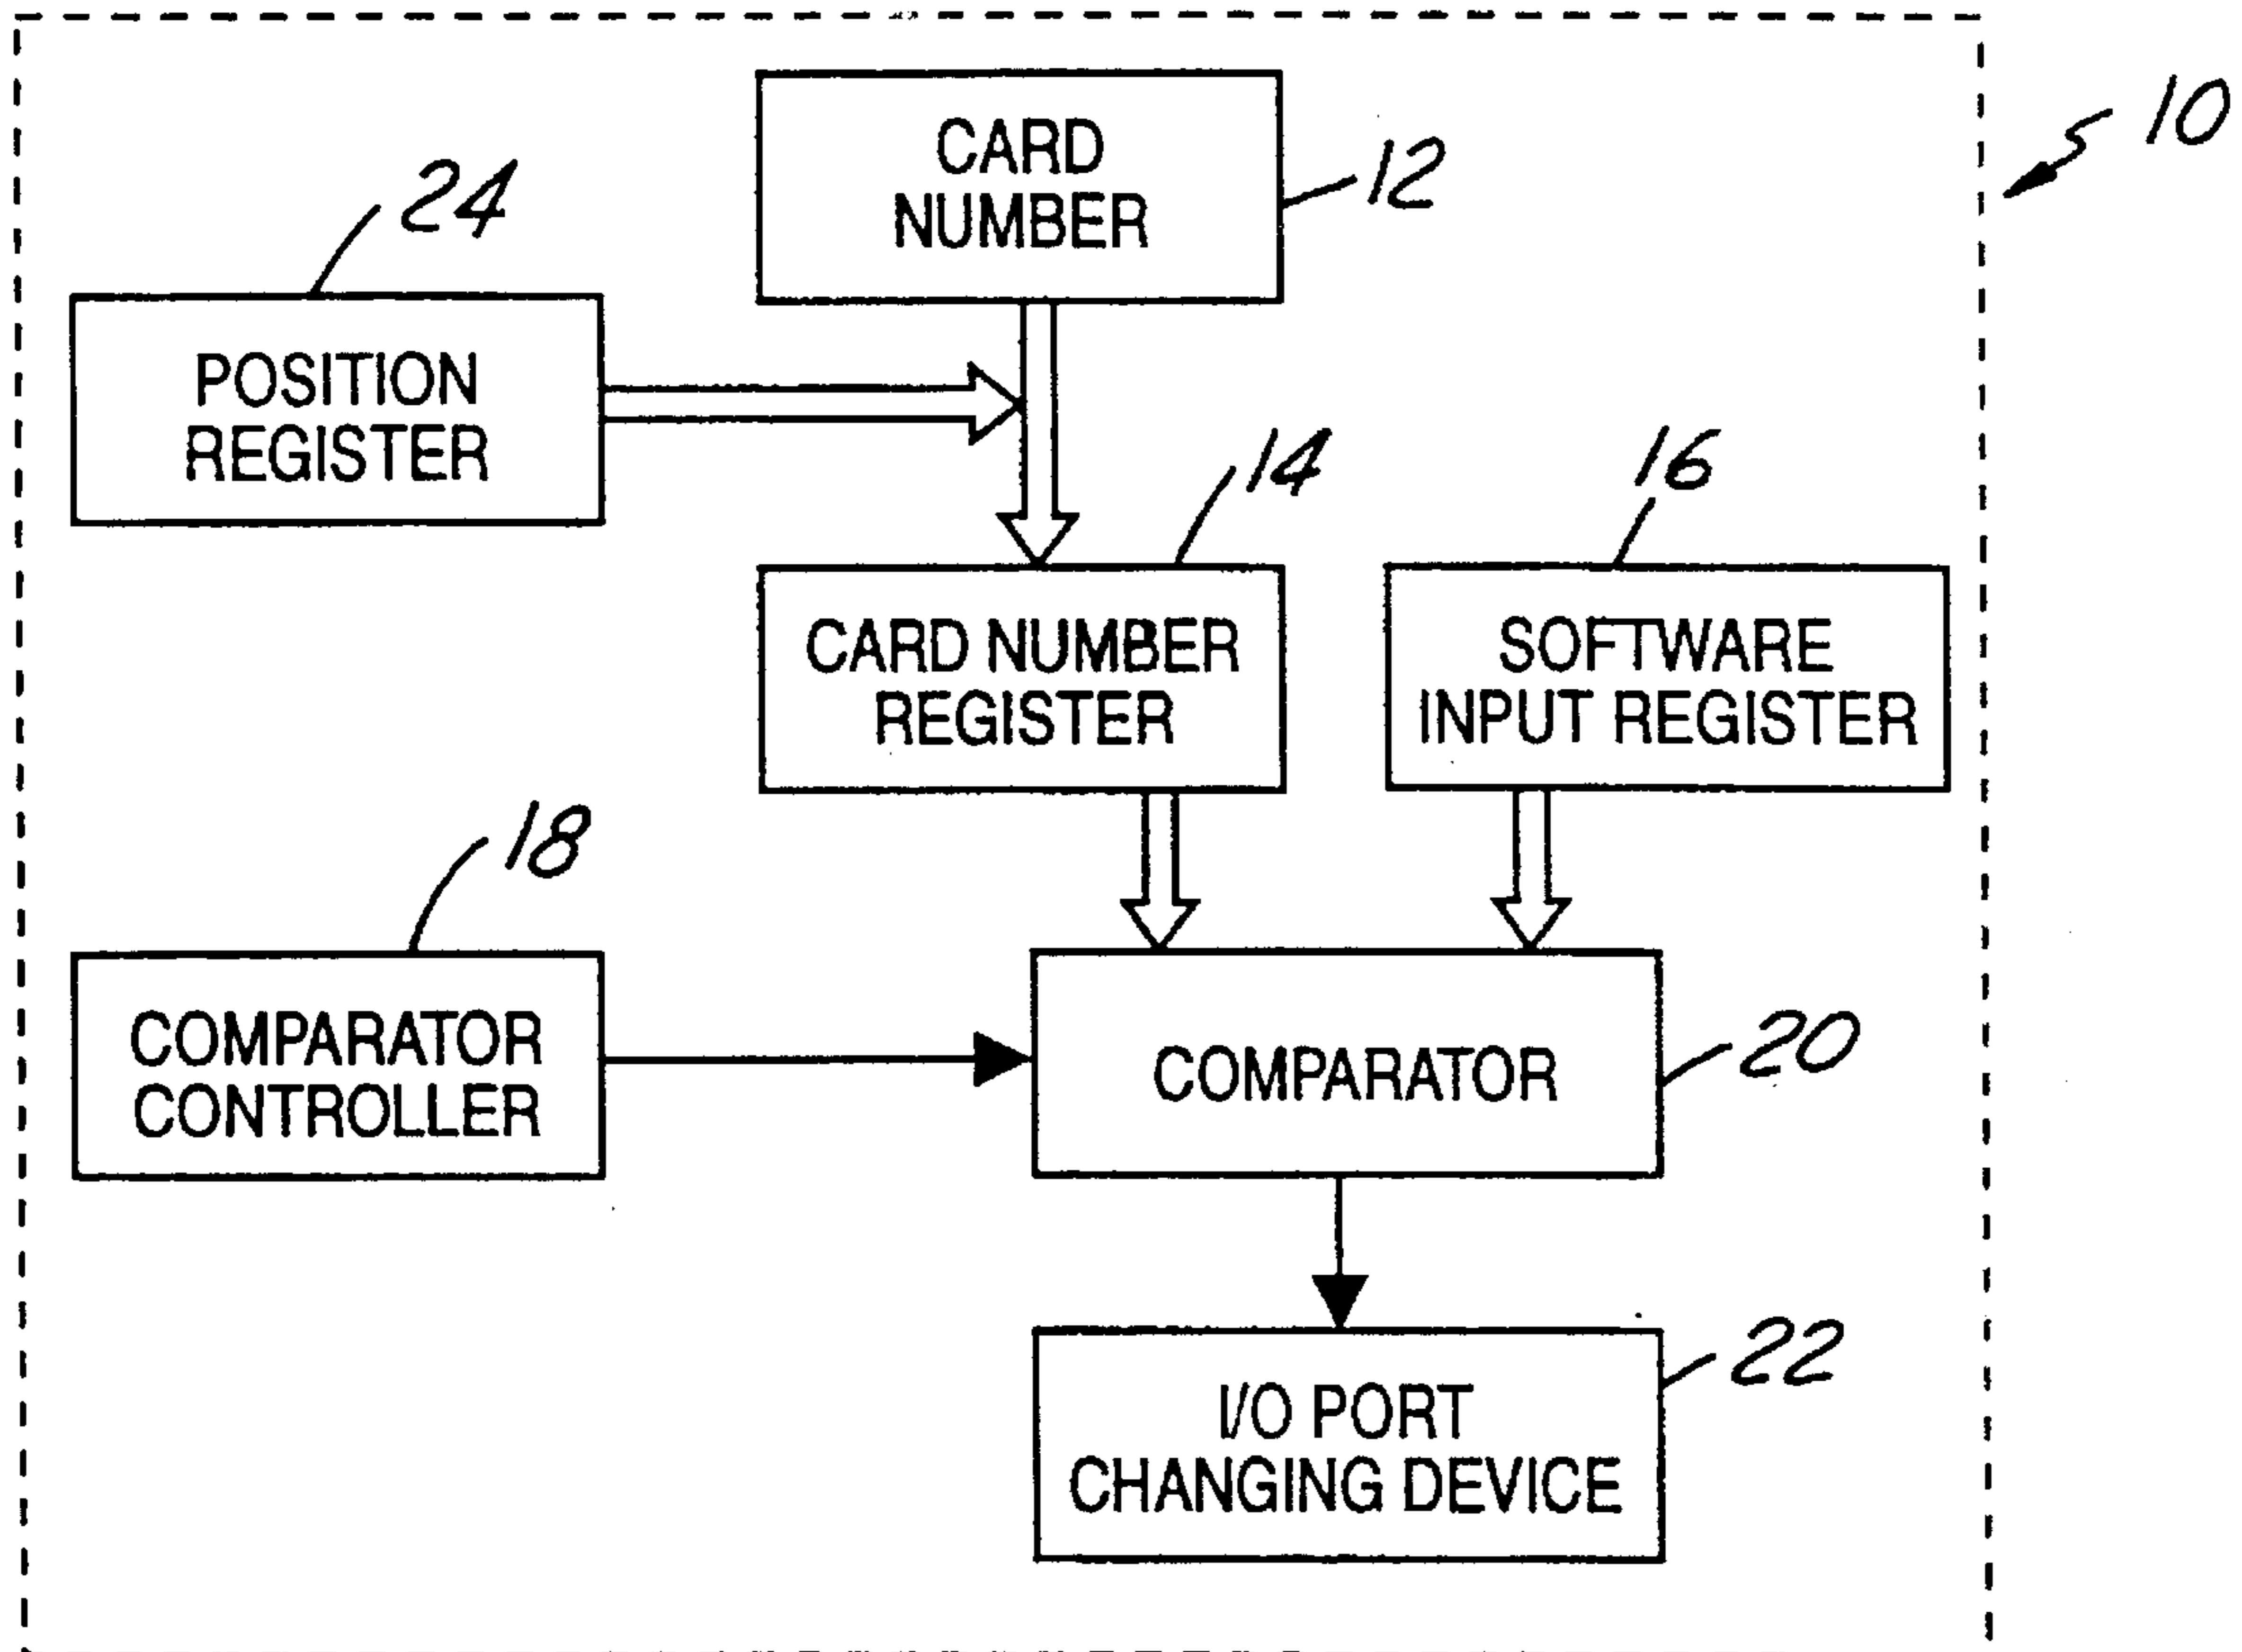 10
CARD
NUMBER
12
24
POSITION
REGISTER
14
16
CARD NUMBER
REGISTER
SOFTWARE
INPUT REGISTER
18
COMPARATOR
CONTROLLER
COMPARATOR
20
I/O PORT
CHANGING DEVICE
22